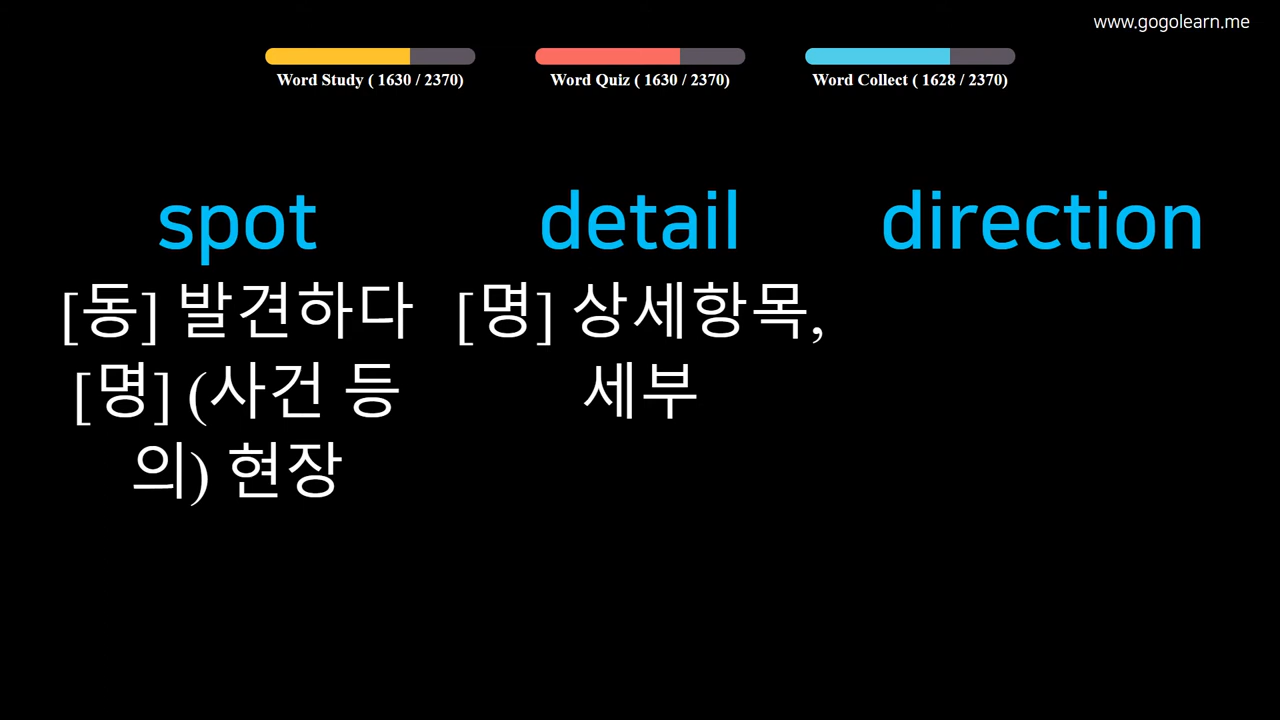 www.gogolearn.me
Word Study ( 1630 / 2370)
Word Quiz ( 1630 / 2370)
Word Collect ( 1628 / 2370)
spot
[동] 발견하다
[명] (사건 등
의) 현장
detail
[명] 상세항목,
세부
direction